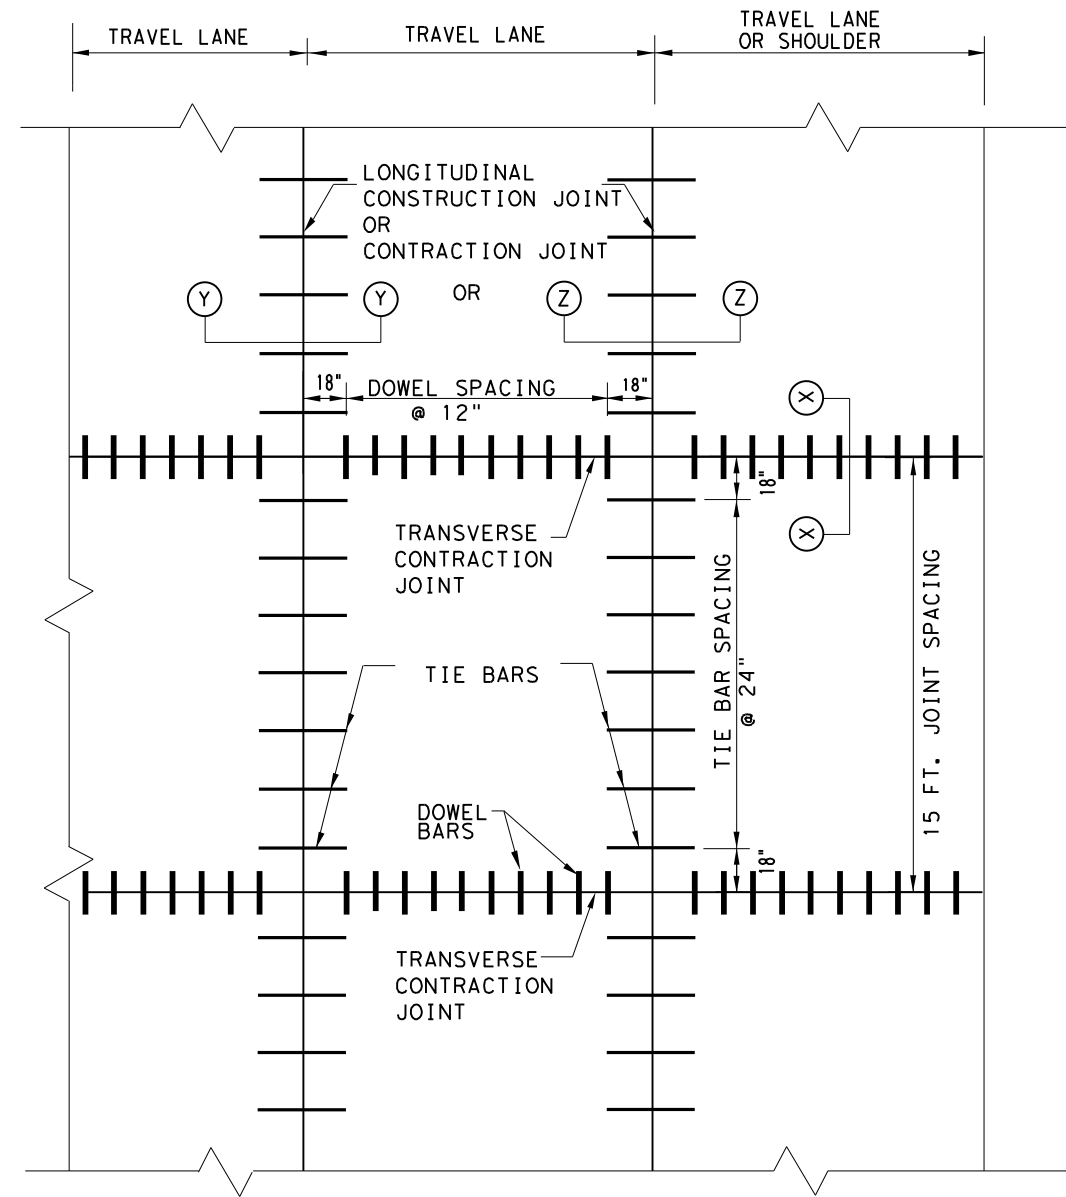 TRAVEL LANE
TRAVEL LANE
TRAVEL LANE
OR SHOULDER
LONGITUDINAL
CONSTRUCTION JOINT
OR
CONTRACTION JOINT
Y
Y
OR
Z
Z
18"
DOWEL SPACING
@ 12"
18"
X
18"
X
TRANSVERSE
CONTRACTION
JOINT
TIE BAR SPACING
@ 24"
15 FT. JOINT SPACING
TIE BARS
DOWEL
BARS
18"
TRANSVERSE
CONTRACTION
JOINT